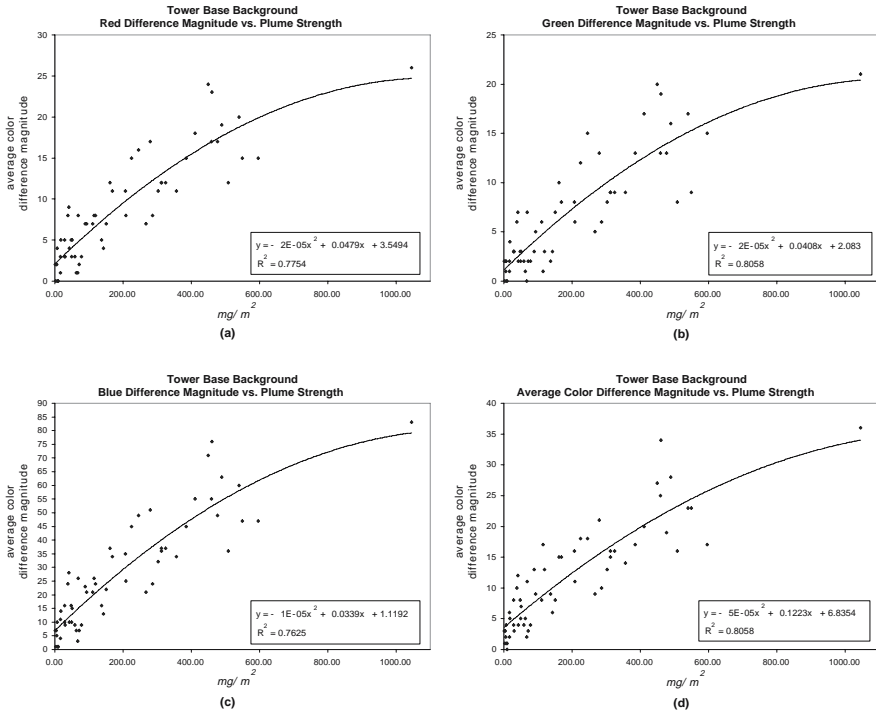 Tower Base Background
Red Difference Magnitude vs. Plume Strength
30
25
20
15
10
5
0
average color
difference magnitude
y = - 2E-05x² + 0.0479x + 3.5494
R² = 0.7754
0.00 200.00 400.00 600.00 800.00 1000.00
mg/ m²
(a)
Tower Base Background
Green Difference Magnitude vs. Plume Strength
25
20
15
10
5
0
average color
difference magnitude
y = - 2E-05x² + 0.0408x + 2.083
R² = 0.8058
0.00 200.00 400.00 600.00 800.00 1000.00
mg/ m²
(b)
Tower Base Background
Blue Difference Magnitude vs. Plume Strength
90
85
80
75
70
65
60
55
50
45
40
35
30
25
20
15
10
5
0
average color
difference magnitude
y = - 1E-05x² + 0.0339x + 1.1192
R² = 0.7625
0.00 200.00 400.00 600.00 800.00 1000.00
mg/ m²
(c)
Tower Base Background
Average Color Difference Magnitude vs. Plume Strength
40
35
30
25
20
15
10
5
0
average color
difference magnitude
y = - 5E-05x² + 0.1223x + 6.8354
R² = 0.8058
0.00 200.00 400.00 600.00 800.00 1000.00
mg/ m²
(d)